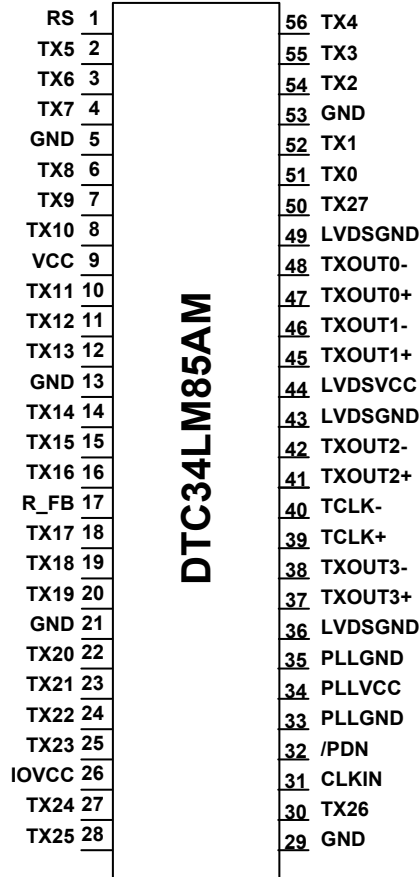 RS 1
TX5 2
TX6 3
TX7 4
GND 5
TX8 6
TX9 7
TX10 8
VCC 9
TX11 10
TX12 11
TX13 12
GND 13
TX14 14
TX15 15
TX16 16
R_FB 17
TX17 18
TX18 19
TX19 20
GND 21
TX20 22
TX21 23
TX22 24
TX23 25
IOVCC 26
TX24 27
TX25 28
DTC34LM85AM
56 TX4
55 TX3
54 TX2
53 GND
52 TX1
51 TX0
50 TX27
49 LVDSGND
48 TXOUT0-
47 TXOUT0+
46 TXOUT1-
45 TXOUT1+
44 LVDSVCC
43 LVDSGND
42 TXOUT2-
41 TXOUT2+
40 TCLK-
39 TCLK+
38 TXOUT3-
37 TXOUT3+
36 LVDSGND
35 PLLGND
34 PLLVCC
33 PLLGND
32 /PDN
31 CLKIN
30 TX26
29 GND